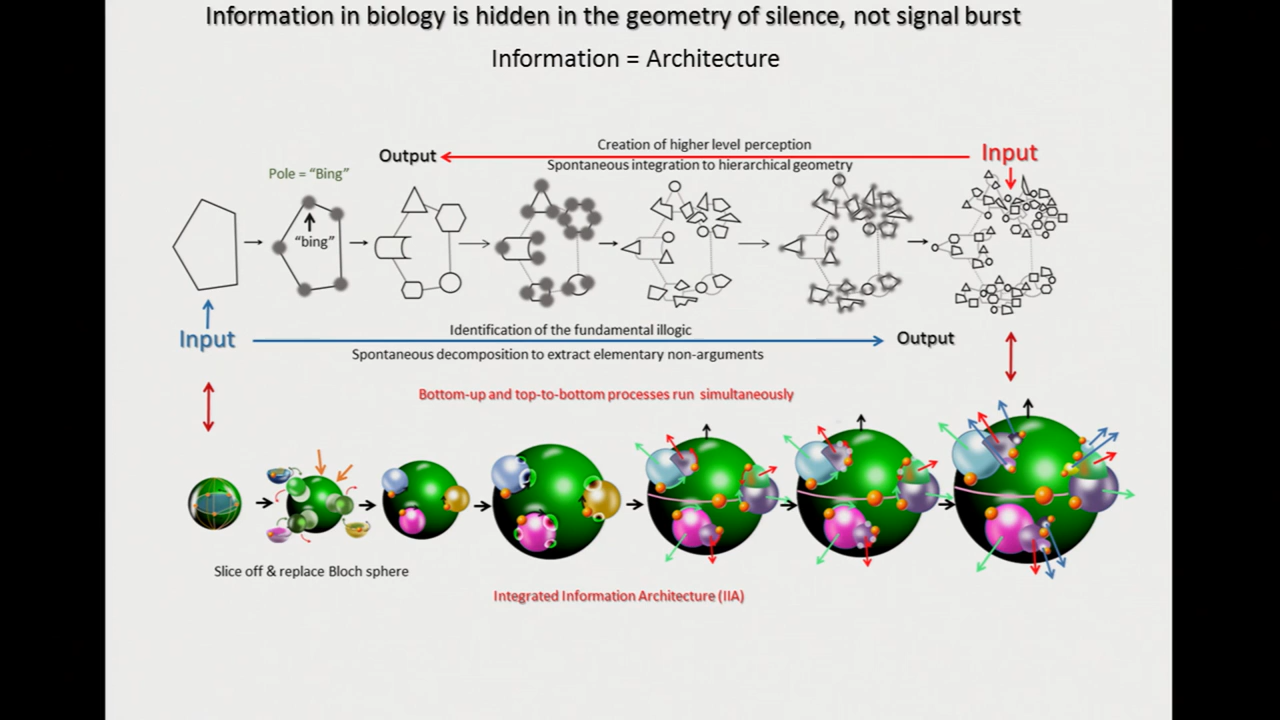 Information in biology is hidden in the geometry of silence, not signal burst
Information = Architecture
Creation of higher level perception
Output
Input
Spontaneous integration to hierarchical geometry
Pole = “Bing”
“bing”
Input
Identification of the fundamental illogic
Output
Spontaneous decomposition to extract elementary non-arguments
Bottom-up and top-to-bottom processes run simultaneously
Slice off & replace Bloch sphere
Integrated Information Architecture (IIA)